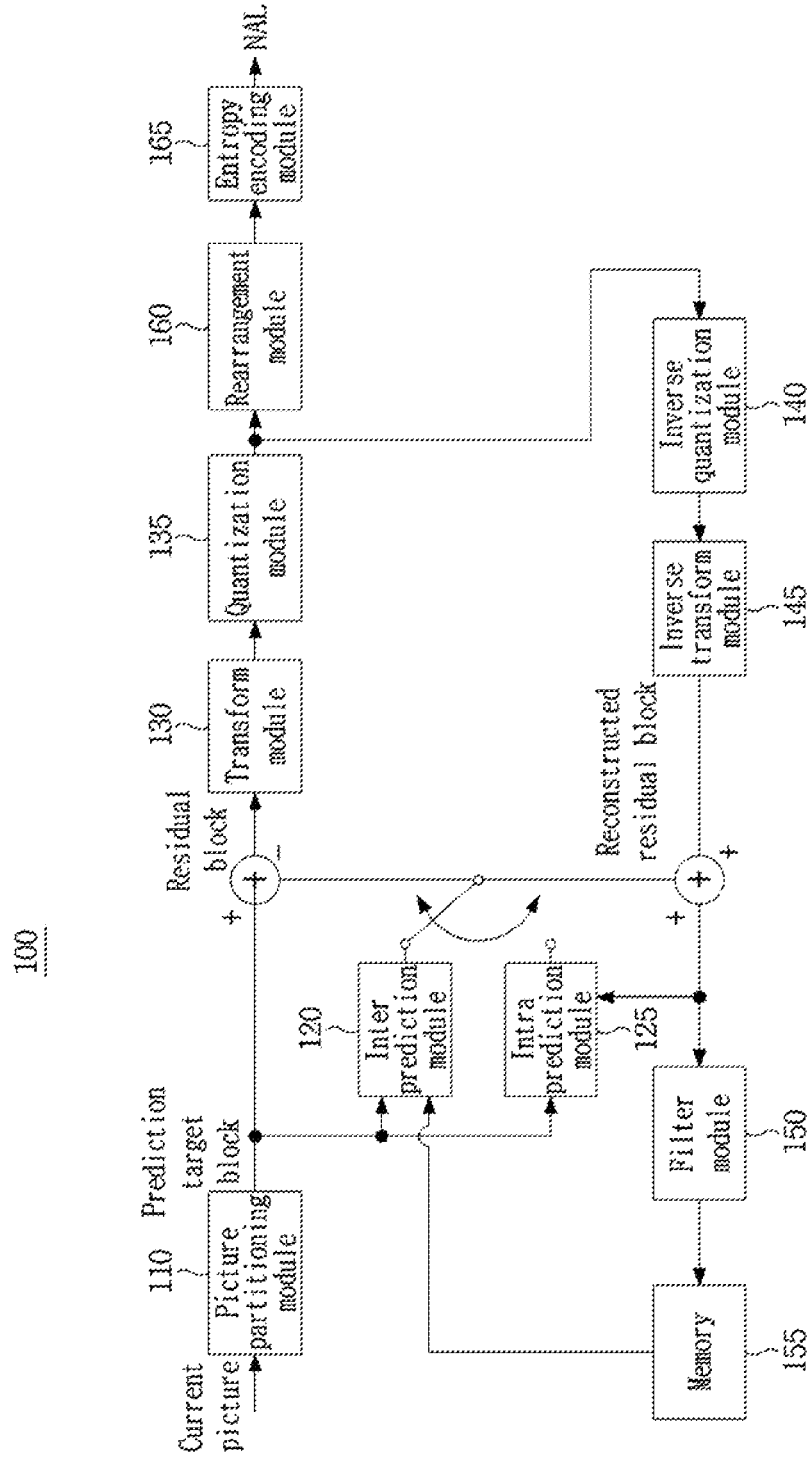 100
Current
picture
110
Picture
partitioning
module
Prediction
target
block
Residual
block
+
+
-
130
Transform
module
135
Quantization
module
160
Rearrangement
module
165
Entropy
encoding
module
NAL
120
Inter
prediction
module
Intra
prediction
module
125
Reconstructed
residual block
+
+
+
Memory
155
Filter
module
150
Inverse
transform
module
145
Inverse
quantization
module
140